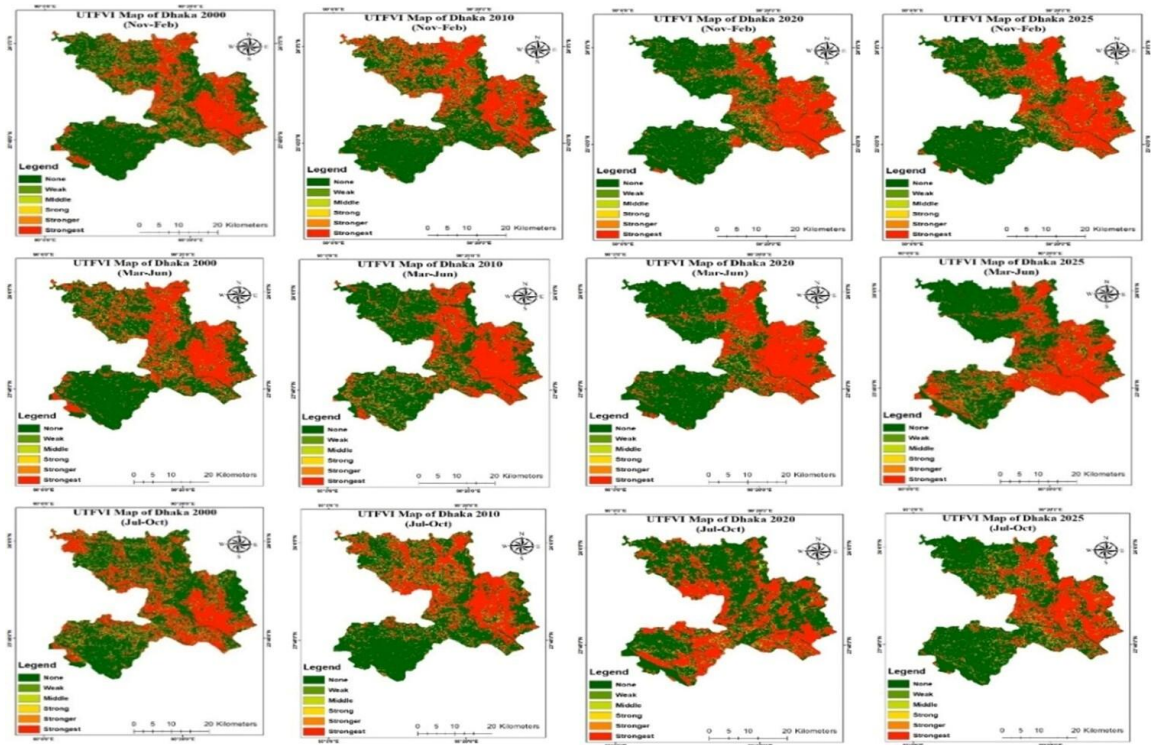 UTFVI Map of Dhaka 2000
(Nov-Feb)
N
W
E
S
Legend
None
Weak
Middle
Strong
Stronger
Strongest
0 5 10 20 Kilometers
UTFVI Map of Dhaka 2010
(Nov-Feb)
N
W
E
S
Legend
None
Weak
Middle
Strong
Stronger
Strongest
0 5 10 20 Kilometers
UTFVI Map of Dhaka 2020
(Nov-Feb)
N
W
E
S
Legend
None
Weak
Middle
Strong
Stronger
Strongest
0 5 10 20 Kilometers
UTFVI Map of Dhaka 2025
(Nov-Feb)
N
W
E
S
Legend
None
Weak
Middle
Strong
Stronger
Strongest
0 5 10 20 Kilometers
UTFVI Map of Dhaka 2000
(Mar-Jun)
N
W
E
S
Legend
None
Weak
Middle
Strong
Stronger
Strongest
0 5 10 20 Kilometers
UTFVI Map of Dhaka 2010
(Mar-Jun)
N
W
E
S
Legend
None
Weak
Middle
Strong
Stronger
Strongest
0 5 10 20 Kilometers
UTFVI Map of Dhaka 2020
(Mar-Jun)
N
W
E
S
Legend
None
Weak
Middle
Strong
Stronger
Strongest
0 5 10 20 Kilometers
UTFVI Map of Dhaka 2025
(Mar-Jun)
N
W
E
S
Legend
None
Weak
Middle
Strong
Stronger
Strongest
0 5 10 20 Kilometers
UTFVI Map of Dhaka 2000
(Jul-Oct)
N
W
E
S
Legend
None
Weak
Middle
Strong
Stronger
Strongest
0 5 10 20 Kilometers
UTFVI Map of Dhaka 2010
(Jul-Oct)
N
W
E
S
Legend
None
Weak
Middle
Strong
Stronger
Strongest
0 5 10 20 Kilometers
UTFVI Map of Dhaka 2020
(Jul-Oct)
N
W
E
S
Legend
None
Weak
Middle
Strong
Stronger
Strongest
0 5 10 20 Kilometers
UTFVI Map of Dhaka 2025
(Jul-Oct)
N
W
E
S
Legend
None
Weak
Middle
Strong
Stronger
Strongest
0 5 10 20 Kilometers